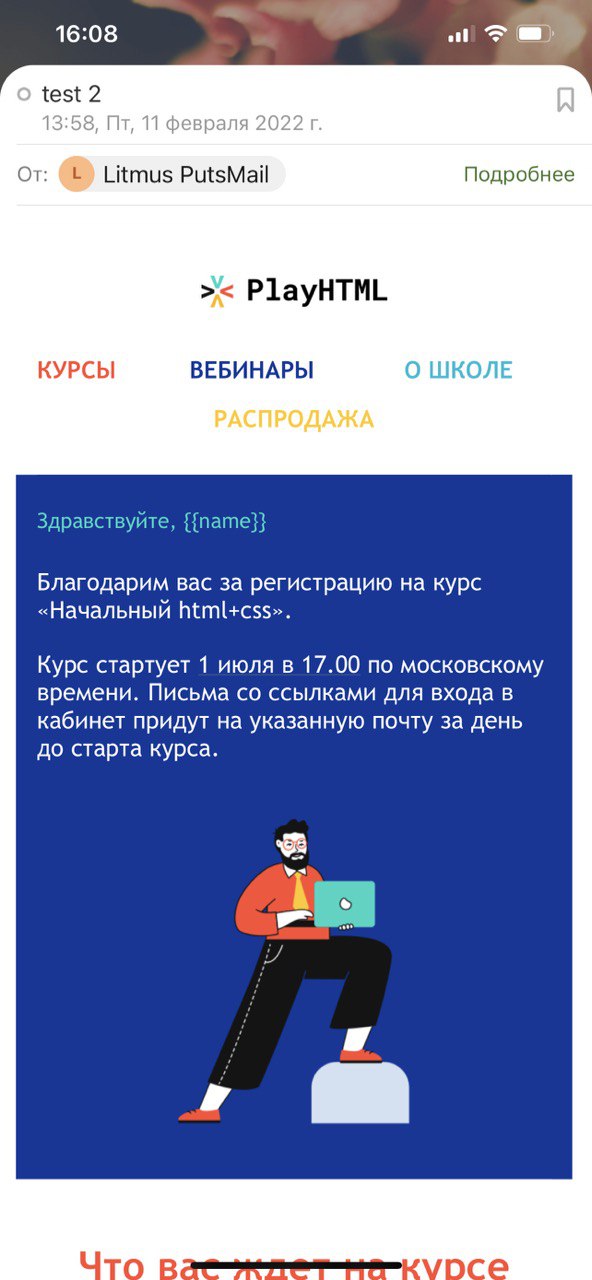 16:08
test 2
13:58, Пт, 11 февраля 2022 г.
От: L Litmus PutsMail Подробнее
PlayHTML
КУРСЫ ВЕБИНАРЫ О ШКОЛЕ
РАСПРОДАЖА
Здравствуйте, {{name}}
Благодарим вас за регистрацию на курс
«Начальный html+css».
Курс стартует 1 июля в 17.00 по московскому
времени. Письма со ссылками для входа в
кабинет придут на указанную почту за день
до старта курса.
Что вас ждет на курсе